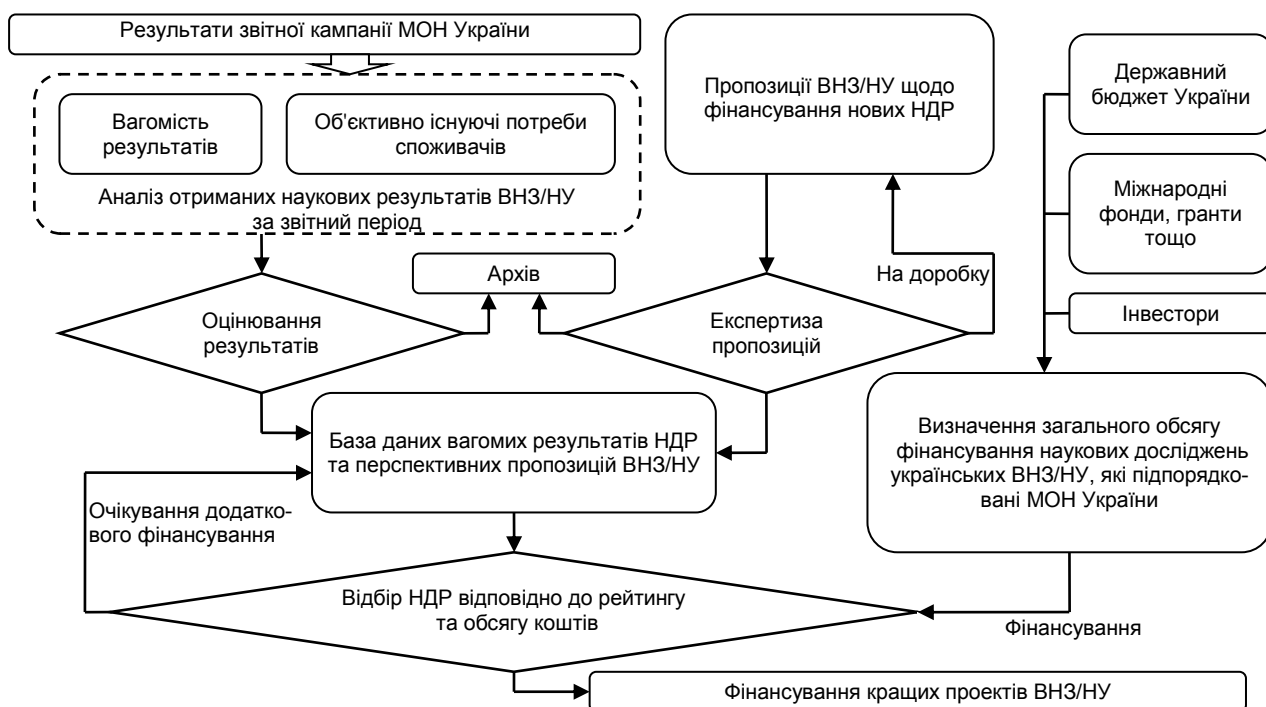 Результати звітної кампанії МОН України
Вагомість
результатів
Об'єктивно існуючі потреби
споживачів
Аналіз отриманих наукових результатів ВНЗ/НУ
за звітний період
Пропозиції ВНЗ/НУ щодо
фінансування нових НДР
Державний
бюджет України
Міжнародні
фонди, гранти
тощо
Інвестори
Архів
На доробку
Оцінювання
результатів
Експертиза
пропозицій
База даних вагомих результатів НДР
та перспективних пропозицій ВНЗ/НУ
Визначення загального обсягу
фінансування наукових досліджень
українських ВНЗ/НУ, які підпорядко-
вані МОН України
Очікування додатко-
вого фінансування
Відбір НДР відповідно до рейтингу
та обсягу коштів
Фінансування
Фінансування кращих проектів ВНЗ/НУ